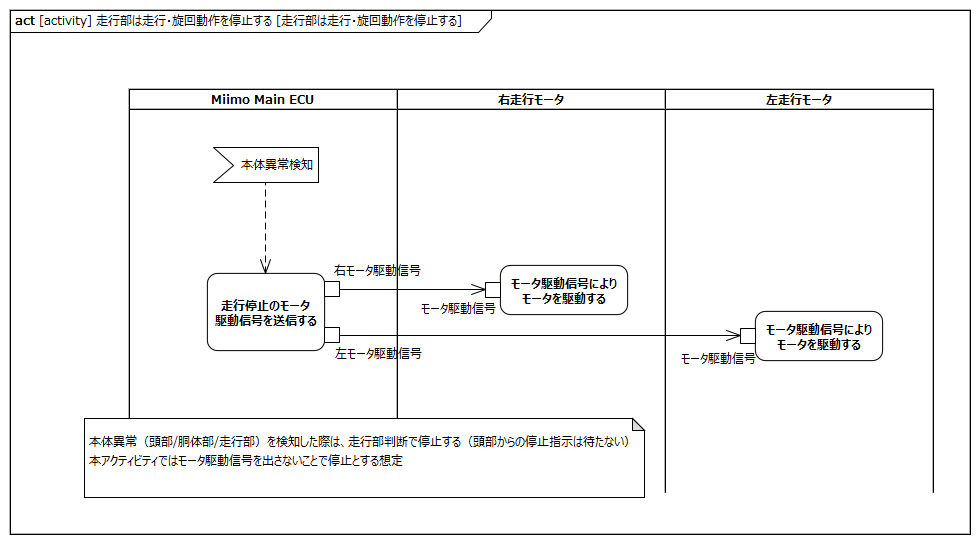 act [activity] 走行部は走行・旋回動作を停止する [走行部は走行・旋回動作を停止する]
Miimo Main ECU
右走行モータ
左走行モータ
本体異常検知
右モータ駆動信号
走行停止のモータ
駆動信号を送信する
モータ駆動信号により
モータを駆動する
モータ駆動信号
左モータ駆動信号
モータ駆動信号により
モータを駆動する
モータ駆動信号
本体異常（頭部/胴体部/走行部）を検知した際は、走行部判断で停止する（頭部からの停止指示は待たない）
本アクティビティではモータ駆動信号を出さないことで停止とする想定